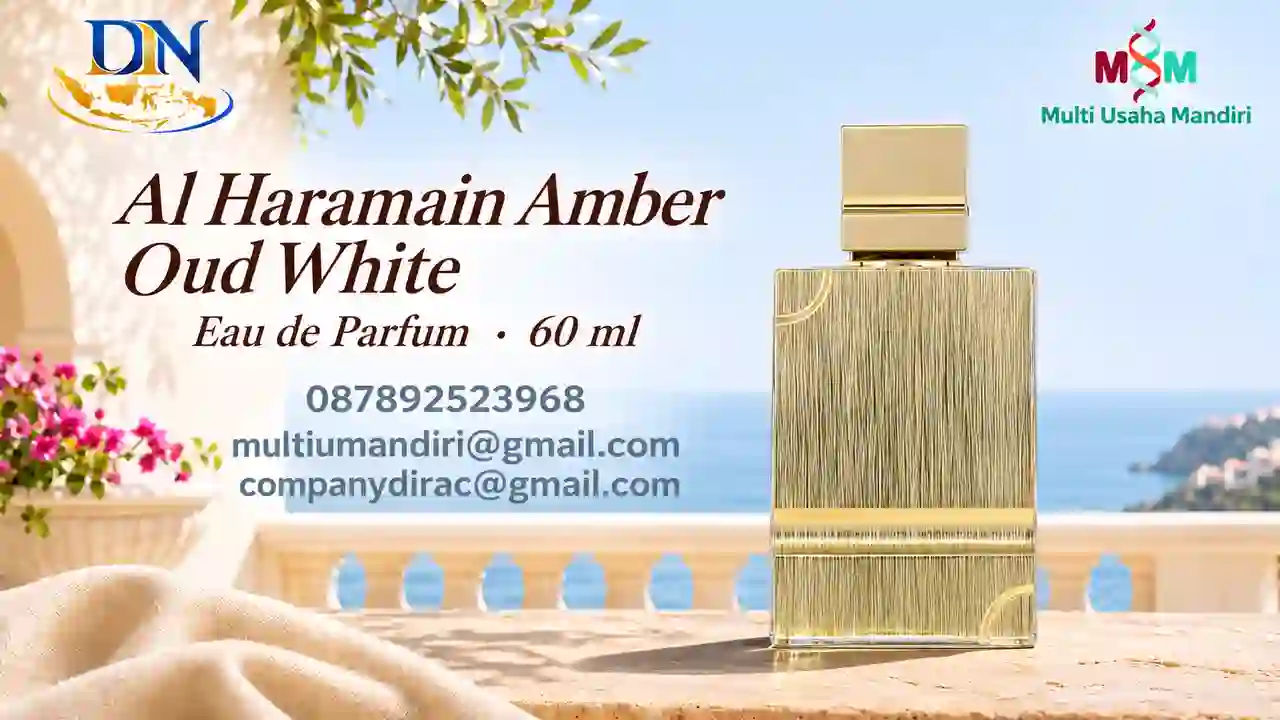 DN
MSM
Multi Usaha Mandiri
Al Haramain Amber
Oud White
Eau de Parfum · 60 ml
087892523968
multiumandiri@gmail.com
companydirac@gmail.com